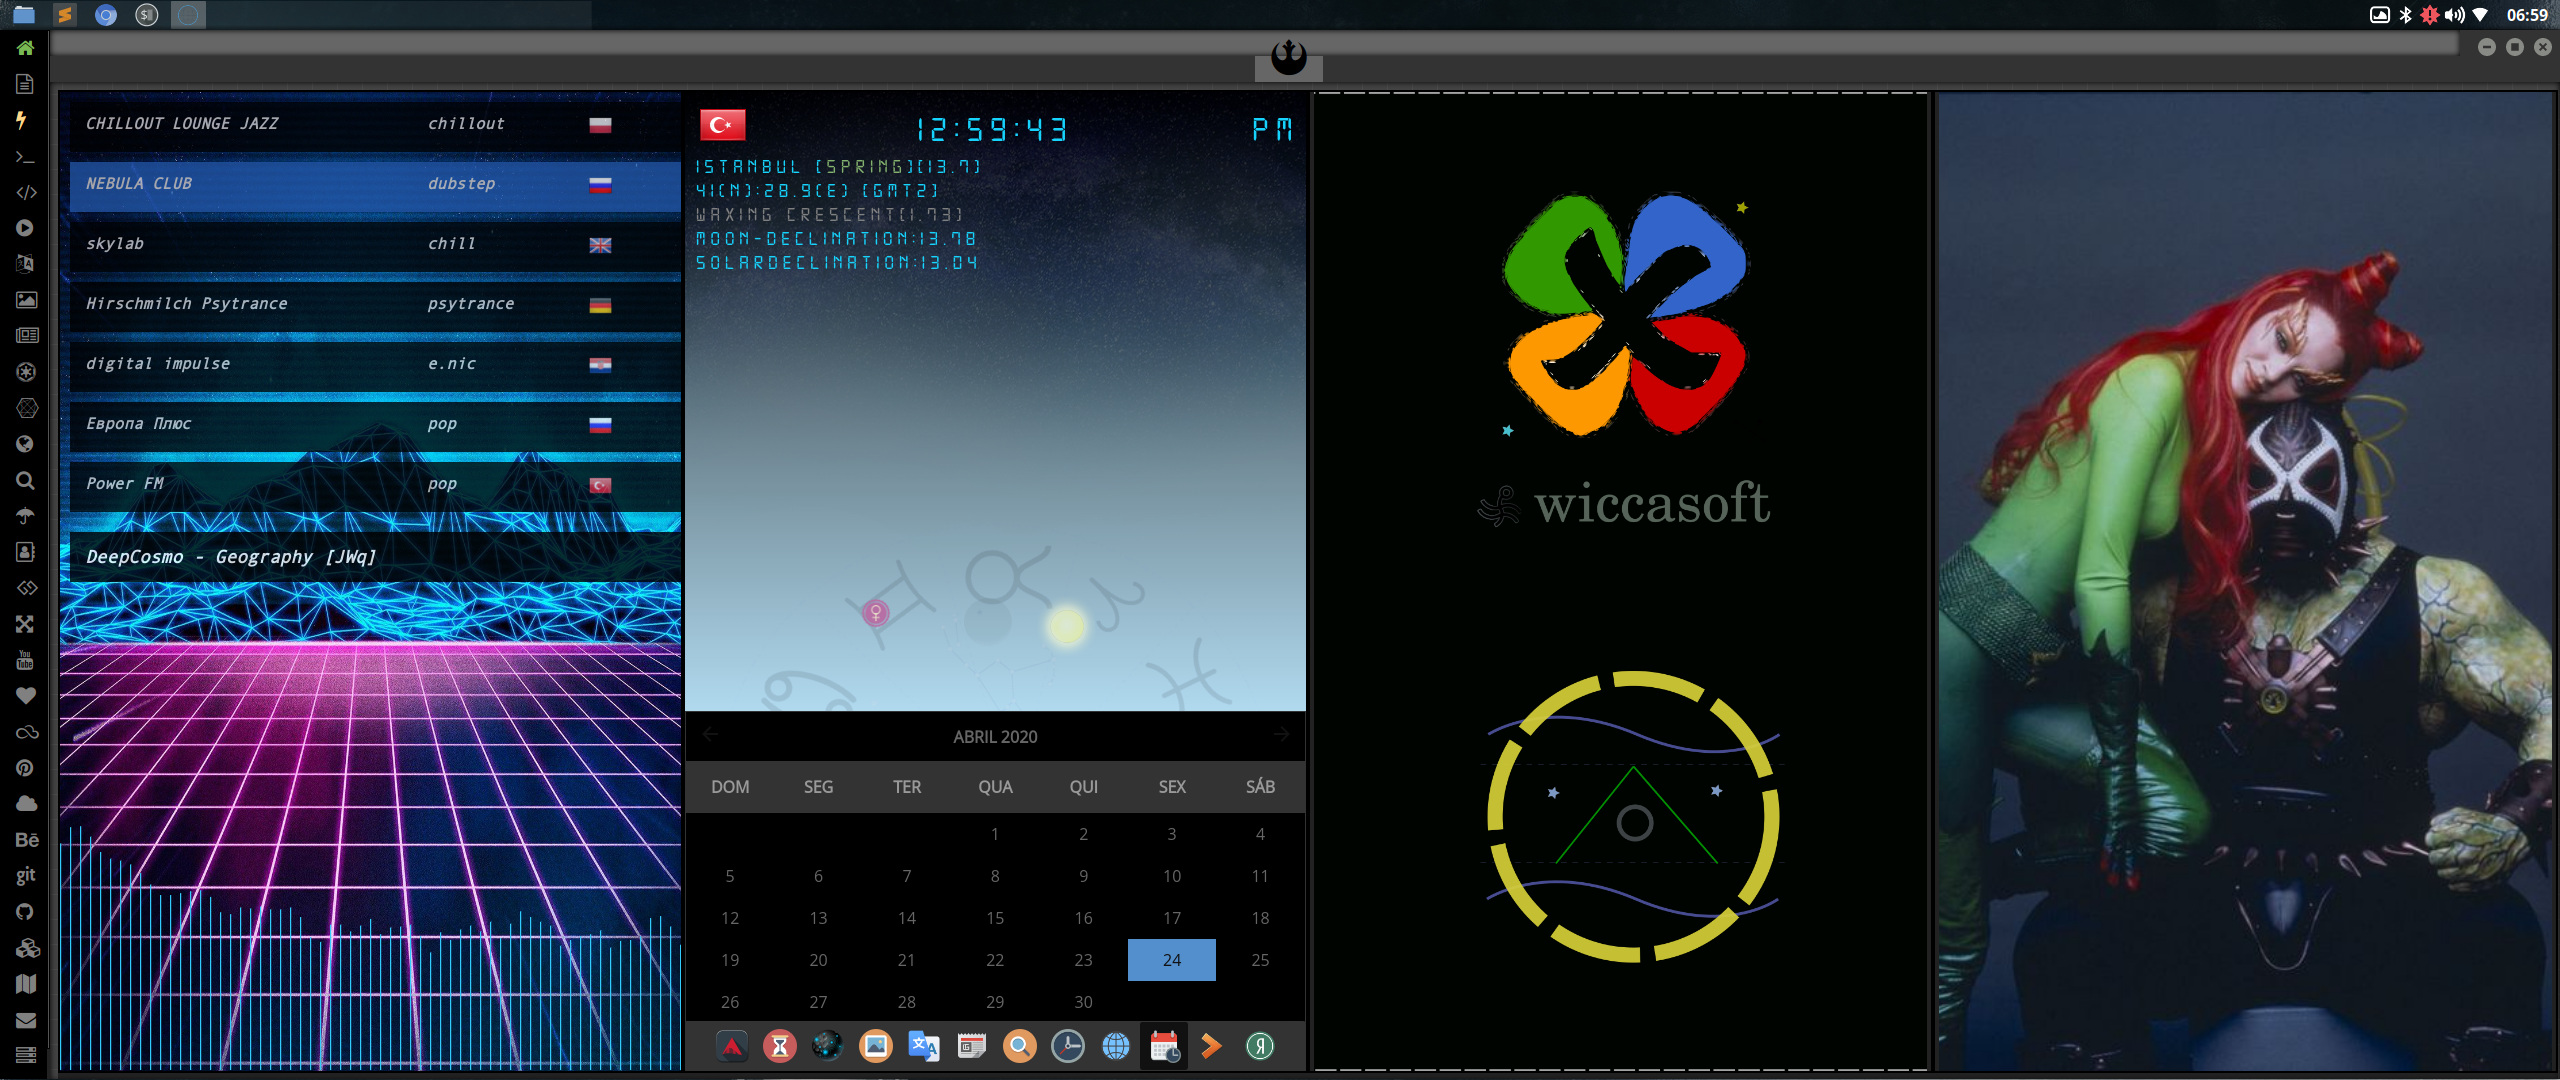 06:59
CHILLOUT LOUNGE JAZZ chillout
NEBULA CLUB dubstep
skylab chill
Hirschmilch Psytrance psytrance
digital impulse e.nic
Европа Плюс pop
Power FM pop
DeepCosmo - Geography [JWq]
12:59:43 PM
ISTANBUL [SPRING][13.7]
41(N):28.9(E) [GMT2]
WAXING CRESCENT[1.73]
MOON-DECLINATION:13.78
SOLARDECLINATION:13.04
ABRIL 2020
DOM SEG TER QUA QUI SEX SÁB
1 2 3 4
5 6 7 8 9 10 11
12 13 14 15 16 17 18
19 20 21 22 23 24 25
26 27 28 29 30
wiccasoft
You
Tube
Bē
git